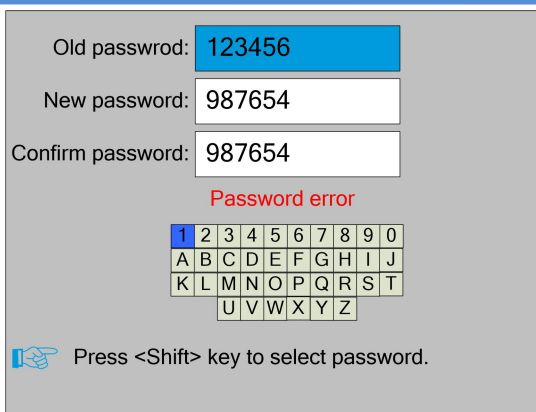 Old passwrod: 123456
New password: 987654
Confirm password: 987654
Password error
1 2 3 4 5 6 7 8 9 0
A B C D E F G H I J
K L M N O P Q R S T
U V W X Y Z
Press <Shift> key to select password.